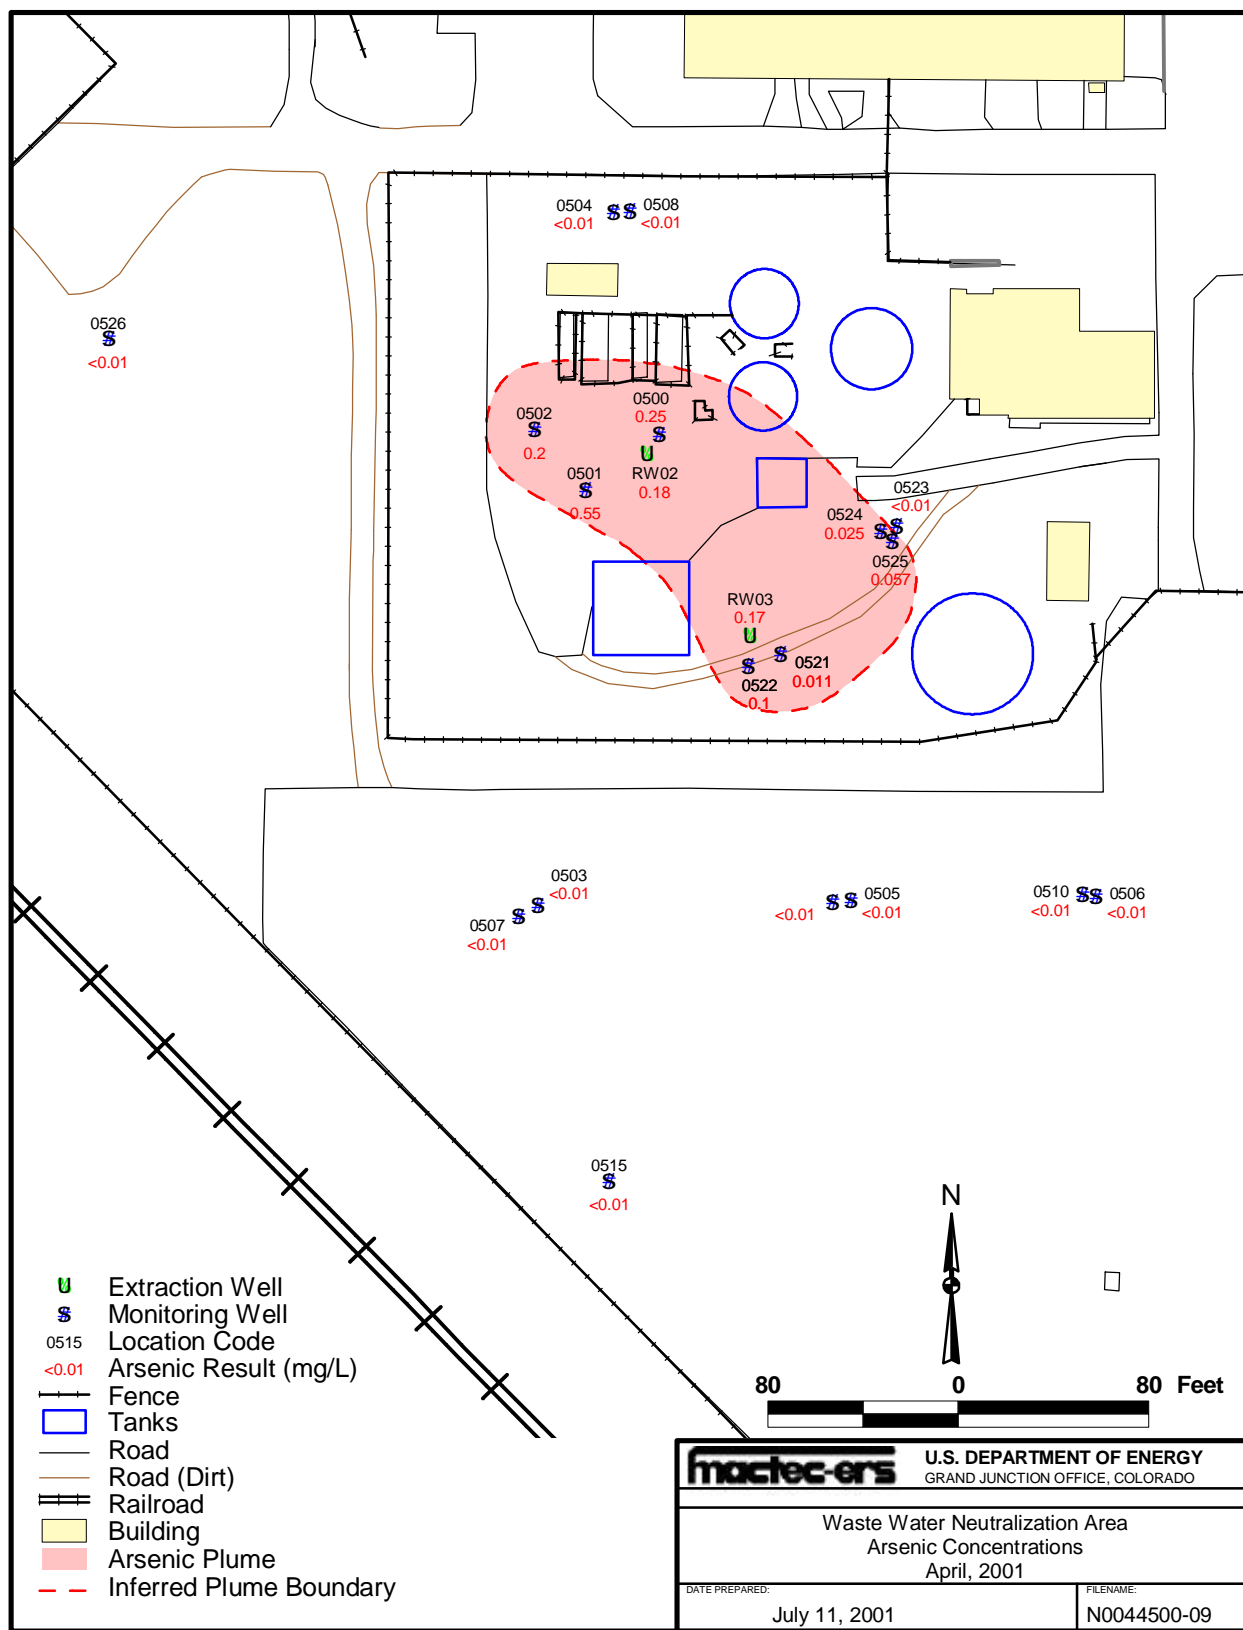 0504
<0.01
0508
<0.01
0526
<0.01
0502
0.2
0500
0.25
RW02
0.18
0501
0.55
0523
<0.01
0524
0.025
0525
0.057
RW03
0.17
0521
0.011
0522
0.1
0503
<0.01
0507
<0.01
<0.01
0505
<0.01
0510
<0.01
0506
<0.01
0515
<0.01
N
U Extraction Well
S Monitoring Well
0515 Location Code
<0.01 Arsenic Result (mg/L)
Fence
Tanks
Road
Road (Dirt)
Railroad
Building
Arsenic Plume
Inferred Plume Boundary
80 0 80 Feet
mactec-ers
U.S. DEPARTMENT OF ENERGY
GRAND JUNCTION OFFICE, COLORADO
Waste Water Neutralization Area
Arsenic Concentrations
April, 2001
DATE PREPARED:
July 11, 2001
FILENAME:
N0044500-09